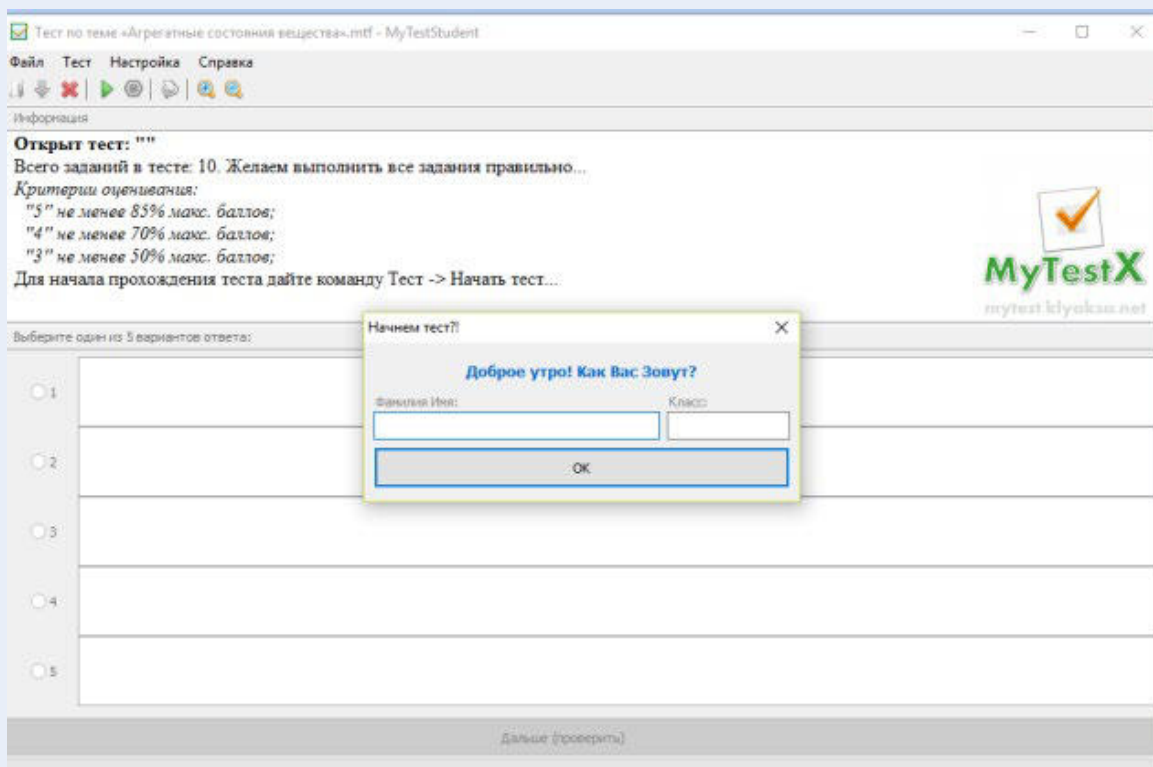 Тест по теме «Агрегатные состояния вещества».mtf - MyTestStudent
Файл Тест Настройка Справка
Информация
Открыт тест: ""
Всего заданий в тесте: 10. Желаем выполнить все задания правильно...
Критерии оценивания:
"5" не менее 85% макс. баллов;
"4" не менее 70% макс. баллов;
"3" не менее 50% макс. баллов;
Для начала прохождения теста дайте команду Тест -> Начать тест...
MyTestX
mytest.klyaksa.net
Выберите один из 5 вариантов ответа:
Начнем тест?!
Доброе утро! Как Вас Зовут?
Фамилия Имя: Класс:
ОК
1
2
3
4
5
Дальше (проверить)